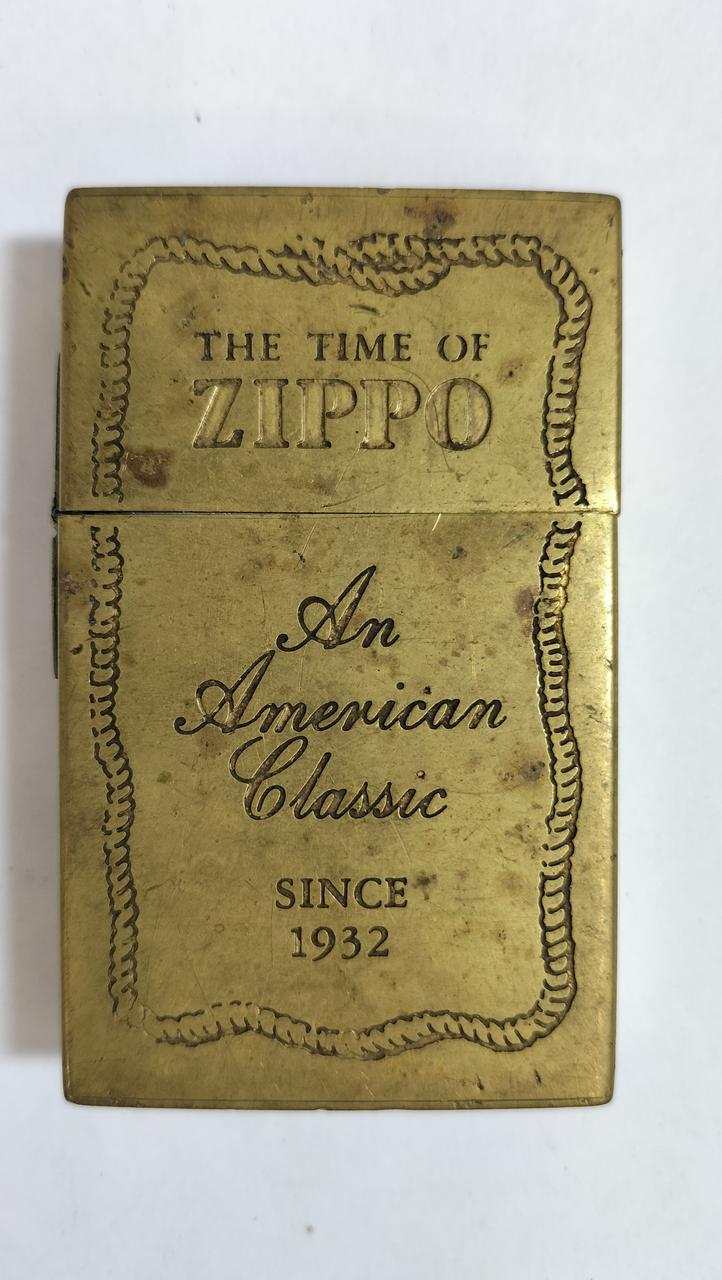 THE TIME OF
ZIPPO
An
American
Classic
SINCE
1932